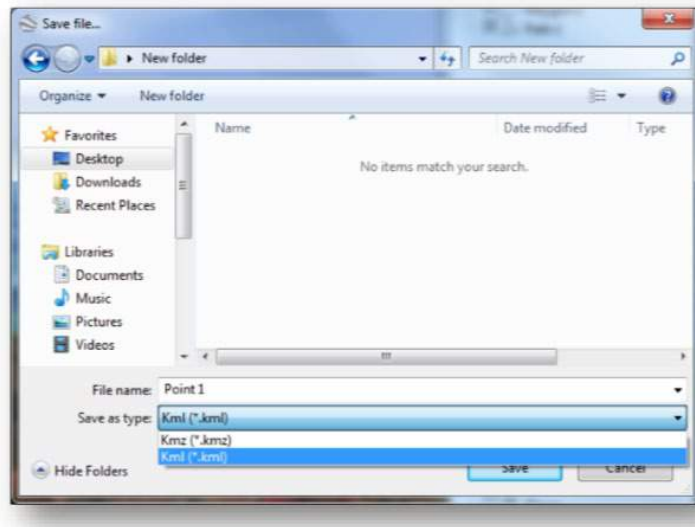 Save file...
New folder
Search New folder
Organize
New folder
Name
Date modified
Type
No items match your search.
Favorites
Desktop
Downloads
Recent Places
Libraries
Documents
Music
Pictures
Videos
File name: Point 1
Save as type: Kml (*.kml)
Kmz (*.kmz)
Kml (*.kml)
Hide Folders
Save
Cancel